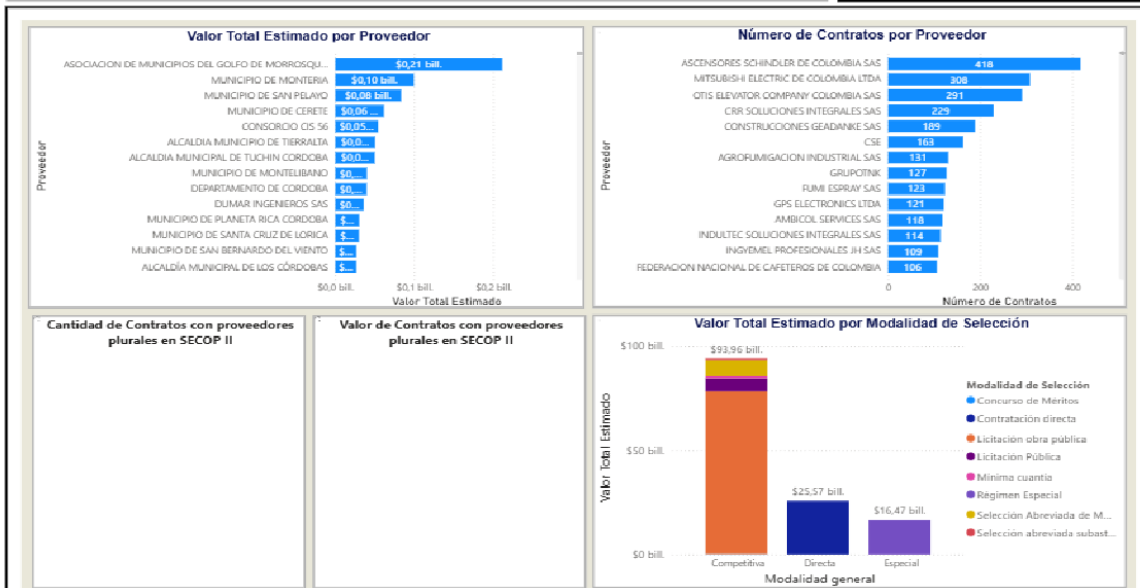 Valor Total Estimado por Proveedor
Proveedor
ASOCIACION DE MUNICIPIOS DEL GOLFO DE MORROSQU... $0,21 bill.
MUNICIPIO DE MONTERIA $0,10 bill.
MUNICIPIO DE SAN PELAYO $0,08 bill.
MUNICIPIO DE CERETE $0,06 ...
CONSORCIO CIS 56 $0,05...
ALCALDIA MUNICIPIO DE TIERRALTA $0,0...
ALCALDIA MUNICIPAL DE TUCHIN CORDOBA $0,0...
MUNICIPIO DE MONTELIBANO $0,...
DEPARTAMENTO DE CORDOBA $0,...
DUMAR INGENIEROS SAS $0...
MUNICIPIO DE PLANETA RICA CORDOBA $...
MUNICIPIO DE SANTA CRUZ DE LORICA $...
MUNICIPIO DE SAN BERNARDO DEL VIENTO $...
ALCALDÍA MUNICIPAL DE LOS CÓRDOBAS $...
$0,0 bill. $0,1 bill. $0,2 bill.
Valor Total Estimado
Número de Contratos por Proveedor
Proveedor
ASCENSORES SCHINDLER DE COLOMBIA SAS 418
MITSUBISHI ELECTRIC DE COLOMBIA LTDA 308
OTIS ELEVATOR COMPANY COLOMBIA SAS 291
CRR SOLUCIONES INTEGRALES SAS 229
CONSTRUCCIONES GEADANKE SAS 189
CSE 163
AGROFUMIGACION INDUSTRIAL SAS 131
GRUPOTNK 127
FUMI ESPRAY SAS 123
GPS ELECTRONICS LTDA 121
AMBICOL SERVICES SAS 118
INDULTEC SOLUCIONES INTEGRALES SAS 114
INGYEMEL PROFESIONALES JH SAS 109
FEDERACION NACIONAL DE CAFETEROS DE COLOMBIA 106
0 200 400
Número de Contratos
Cantidad de Contratos con proveedores
plurales en SECOP II
Valor de Contratos con proveedores
plurales en SECOP II
Valor Total Estimado por Modalidad de Selección
Valor Total Estimado
$100 bill.
$50 bill.
$0 bill.
$93,96 bill.
$25,57 bill.
$16,47 bill.
Competitiva Directa Especial
Modalidad general
Modalidad de Selección
Concurso de Méritos
Contratación directa
Licitación obra pública
Licitación Pública
Mínima cuantía
Régimen Especial
Selección Abreviada de M...
Selección abreviada subast...